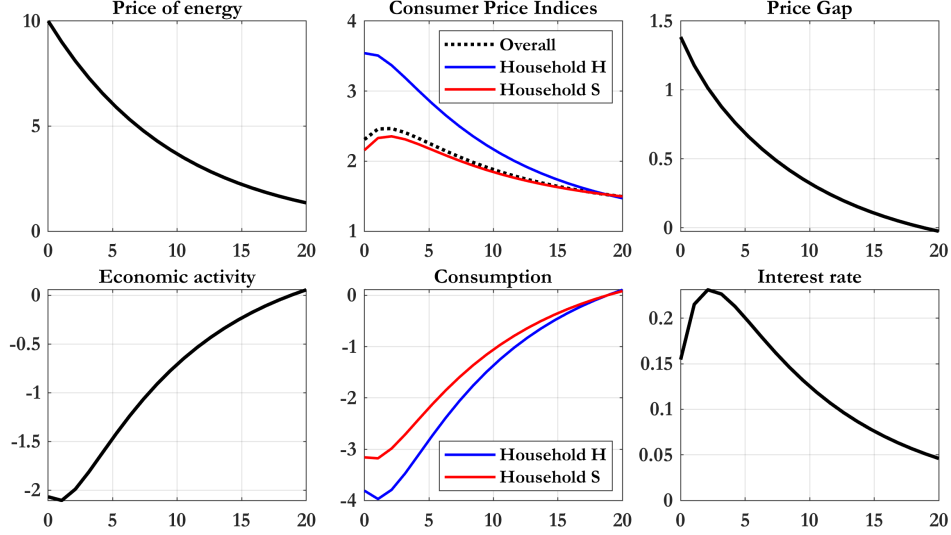 Price of energy
10
5
0
0 5 10 15 20
Consumer Price Indices
4
3
2
1
0 5 10 15 20
Overall
Household H
Household S
Price Gap
1.5
1
0.5
0
0 5 10 15 20
Economic activity
0
-0.5
-1
-1.5
-2
0 5 10 15 20
Consumption
0
-1
-2
-3
-4
0 5 10 15 20
Household H
Household S
Interest rate
0.2
0.15
0.1
0.05
0
0 5 10 15 20